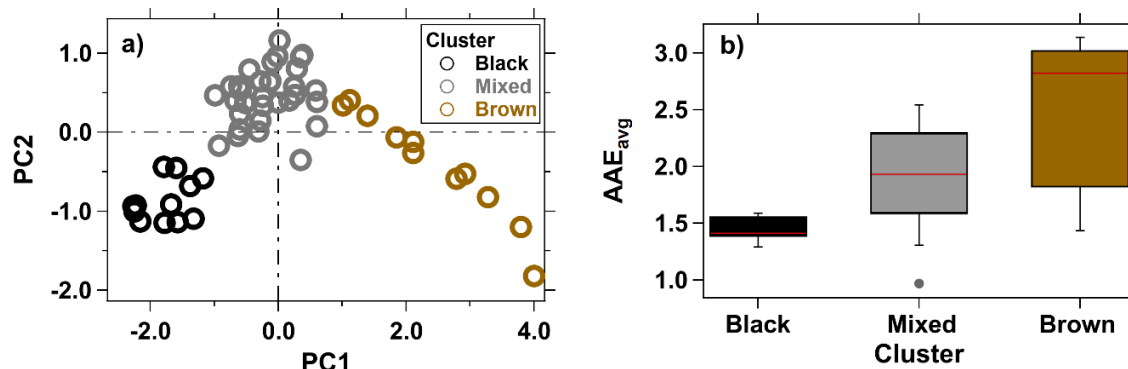 a)
Cluster
Black
Mixed
Brown
1.0
0.0
-1.0
-2.0
PC2
-2.0 0.0 2.0 4.0
PC1
b)
3.0
2.5
2.0
1.5
1.0
AAEavg
Black Mixed Brown
Cluster